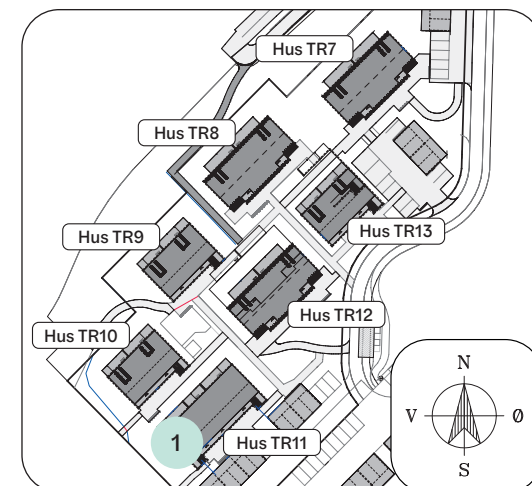 Hus TR7
Hus TR8
Hus TR9
Hus TR13
Hus TR12
Hus TR10
1
Hus TR11
N
V Ø
S